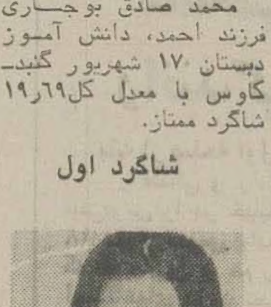 محمد صادق بوجاری
فرزند احمد، دانش آموز
دبستان ۱۷ شهریور گنبد
کاوس با معدل کل ۱۹٫۶۹
شاگرد ممتاز.
شاگرد اول